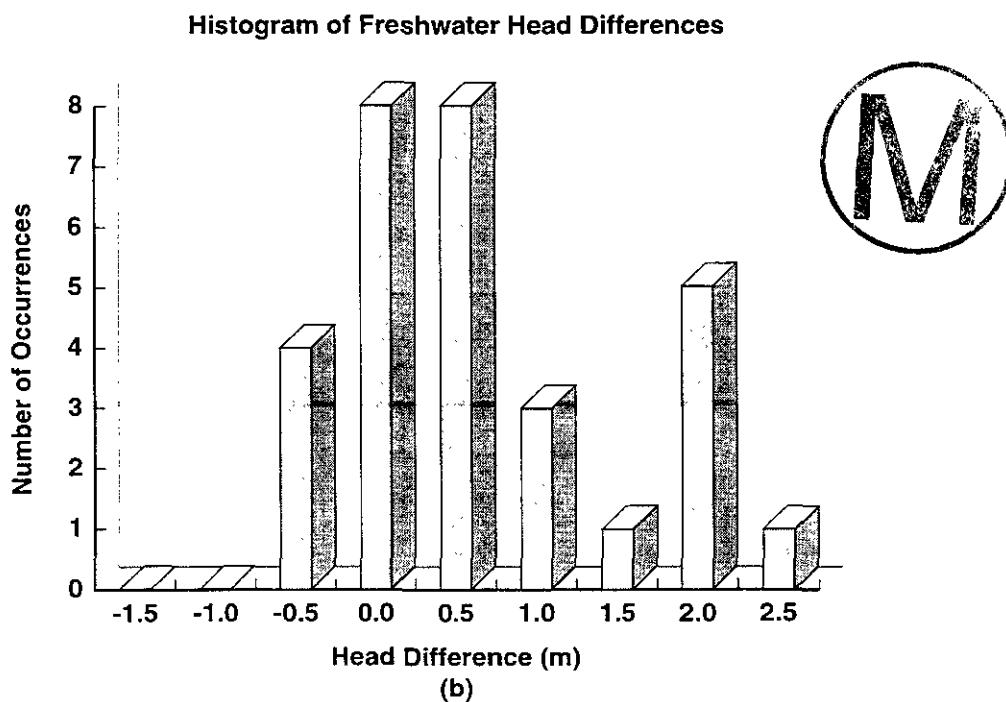 Histogram of Freshwater Head Differences
M
Number of Occurrences
8
7
6
5
4
3
2
1
0
-1.5 -1.0 -0.5 0.0 0.5 1.0 1.5 2.0 2.5
Head Difference (m)
(b)